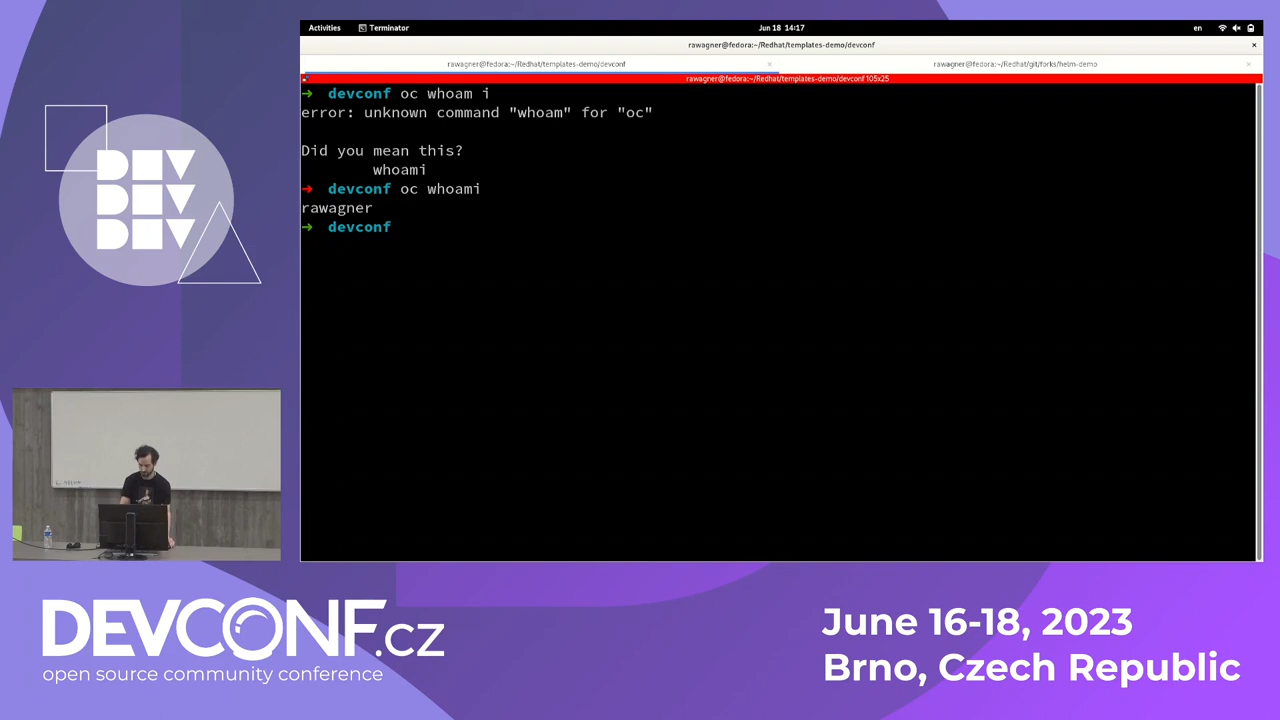 Activities
Terminator
Jun 18 14:17
en
rawagner@fedora:~/Redhat/templates-demo/devconf
rawagner@fedora:~/Redhat/templates-demo/devconf
rawagner@fedora:~/Redhat/git/forks/helm-demo
rawagner@fedora:~/Redhat/templates-demo/devconf 105x25
→ devconf oc whoam i
error: unknown command "whoam" for "oc"
Did you mean this?
whoami
→ devconf oc whoami
rawagner
→ devconf
DEV
DEV
DEV
DEVCONF.cz
open source community conference
June 16-18, 2023
Brno, Czech Republic